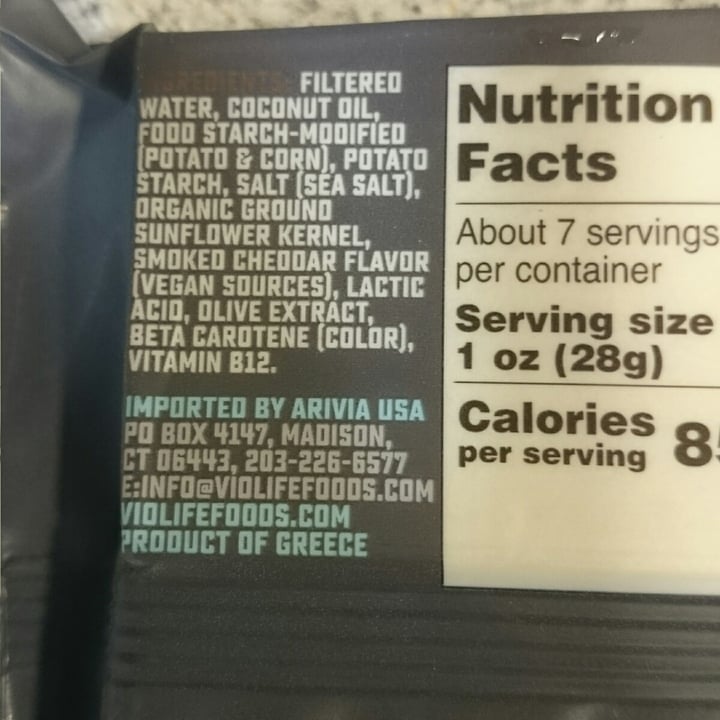 INGREDIENTS: FILTERED
WATER, COCONUT OIL,
FOOD STARCH-MODIFIED
(POTATO & CORN), POTATO
STARCH, SALT (SEA SALT),
ORGANIC GROUND
SUNFLOWER KERNEL,
SMOKED CHEDDAR FLAVOR
(VEGAN SOURCES), LACTIC
ACID, OLIVE EXTRACT,
BETA CAROTENE (COLOR),
VITAMIN B12.
IMPORTED BY ARIVIA USA
PO BOX 4147, MADISON,
CT 06443, 203-226-6577
E:INFO@VIOLIFEFOODS.COM
VIOLIFEFOODS.COM
PRODUCT OF GREECE
Nutrition
Facts
About 7 servings
per container
Serving size
1 oz (28g)
Calories
per serving